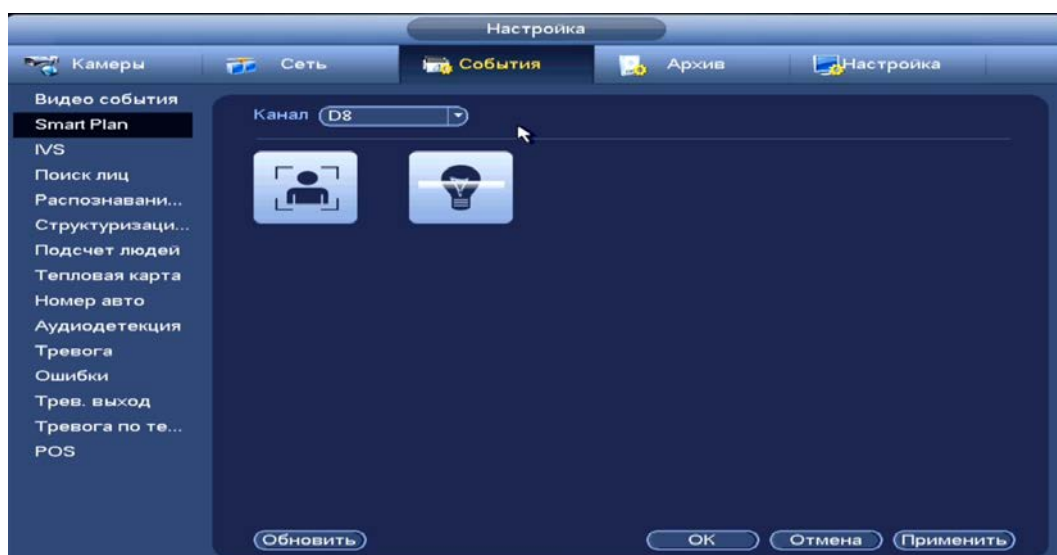 Настройка
Камеры
Сеть
События
Архив
Настройка
Видео события
Smart Plan
IVS
Поиск лиц
Распознавани...
Структуризаци...
Подсчет людей
Тепловая карта
Номер авто
Аудиодетекция
Тревога
Ошибки
Трев. выход
Тревога по те...
POS
Канал D8
Обновить
ОК
Отмена
Применить